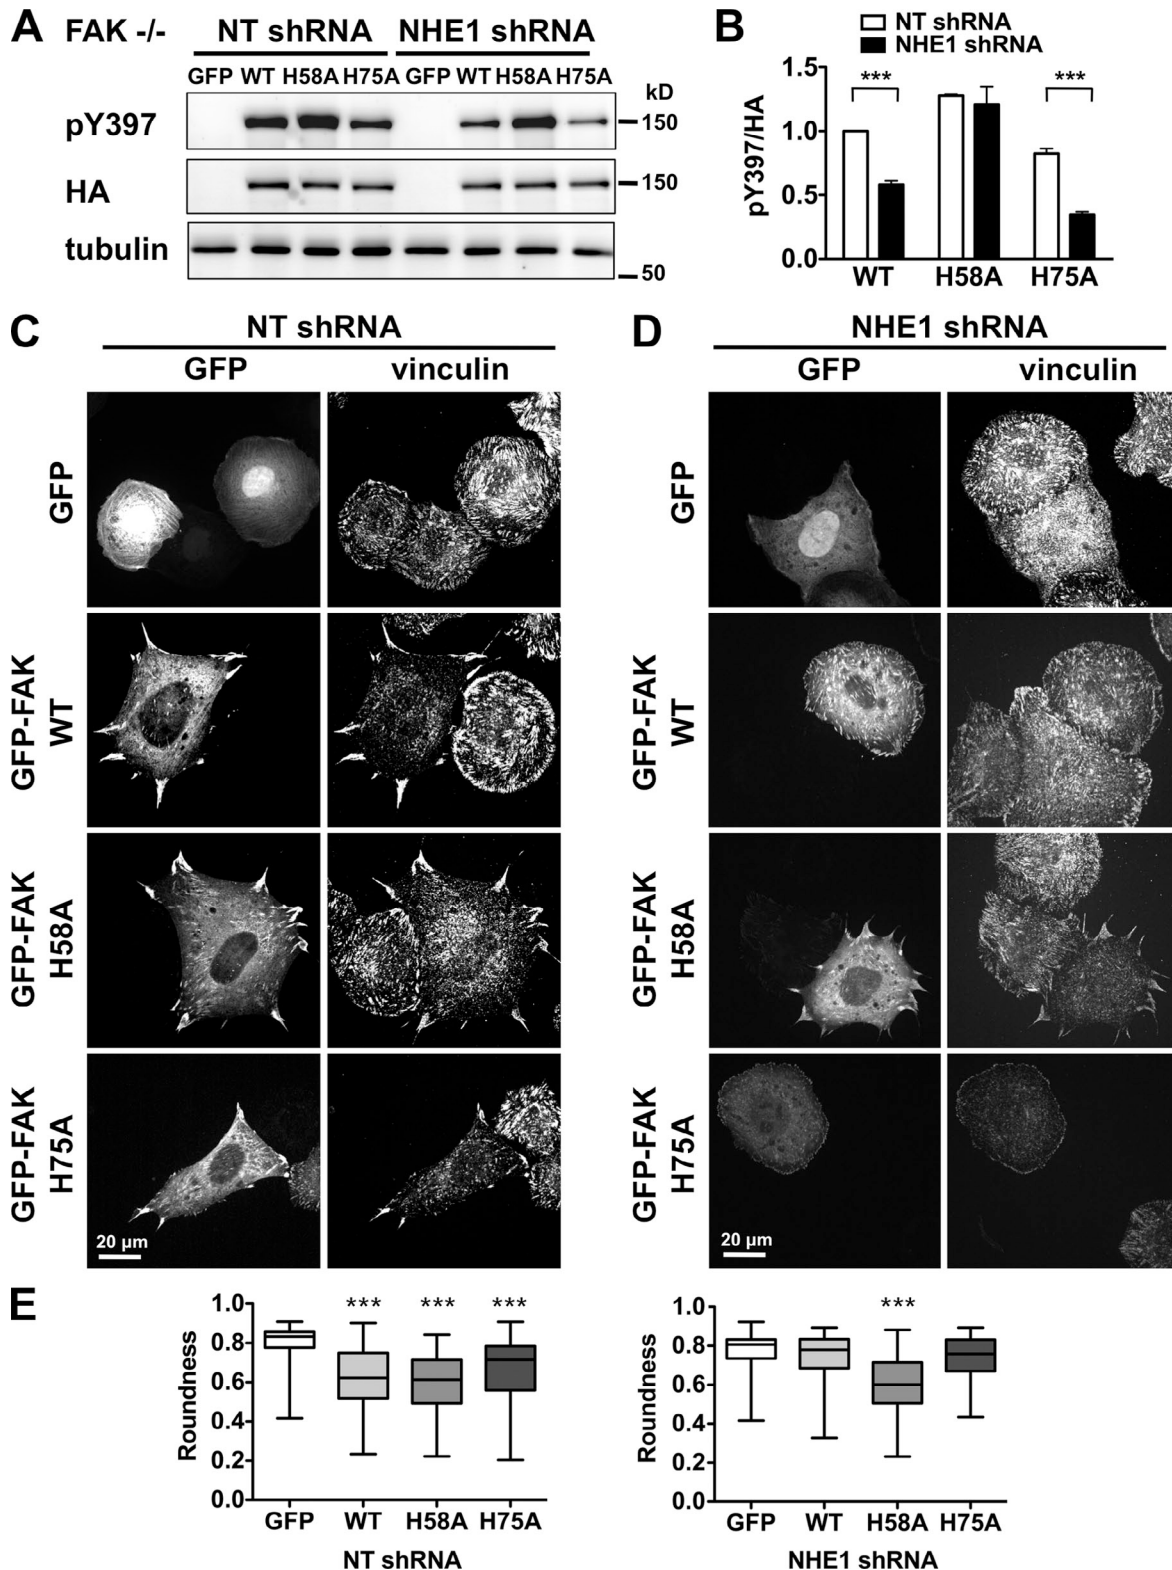 A FAK -/- NT shRNA NHE1 shRNA
GFP WT H58A H75A GFP WT H58A H75A
kD
pY397
150
HA
150
tubulin
50
B
NT shRNA
NHE1 shRNA
pY397/HA
1.5
1.0
0.5
0.0
*** ***
WT H58A H75A
C NT shRNA
GFP vinculin
GFP
GFP-FAK
WT
GFP-FAK
H58A
GFP-FAK
H75A
20 µm
D NHE1 shRNA
GFP vinculin
GFP
GFP-FAK
WT
GFP-FAK
H58A
GFP-FAK
H75A
20 µm
E
Roundness
1.0
0.8
0.6
0.4
0.2
0.0
*** *** ***
GFP WT H58A H75A
NT shRNA
Roundness
1.0
0.8
0.6
0.4
0.2
0.0
***
GFP WT H58A H75A
NHE1 shRNA